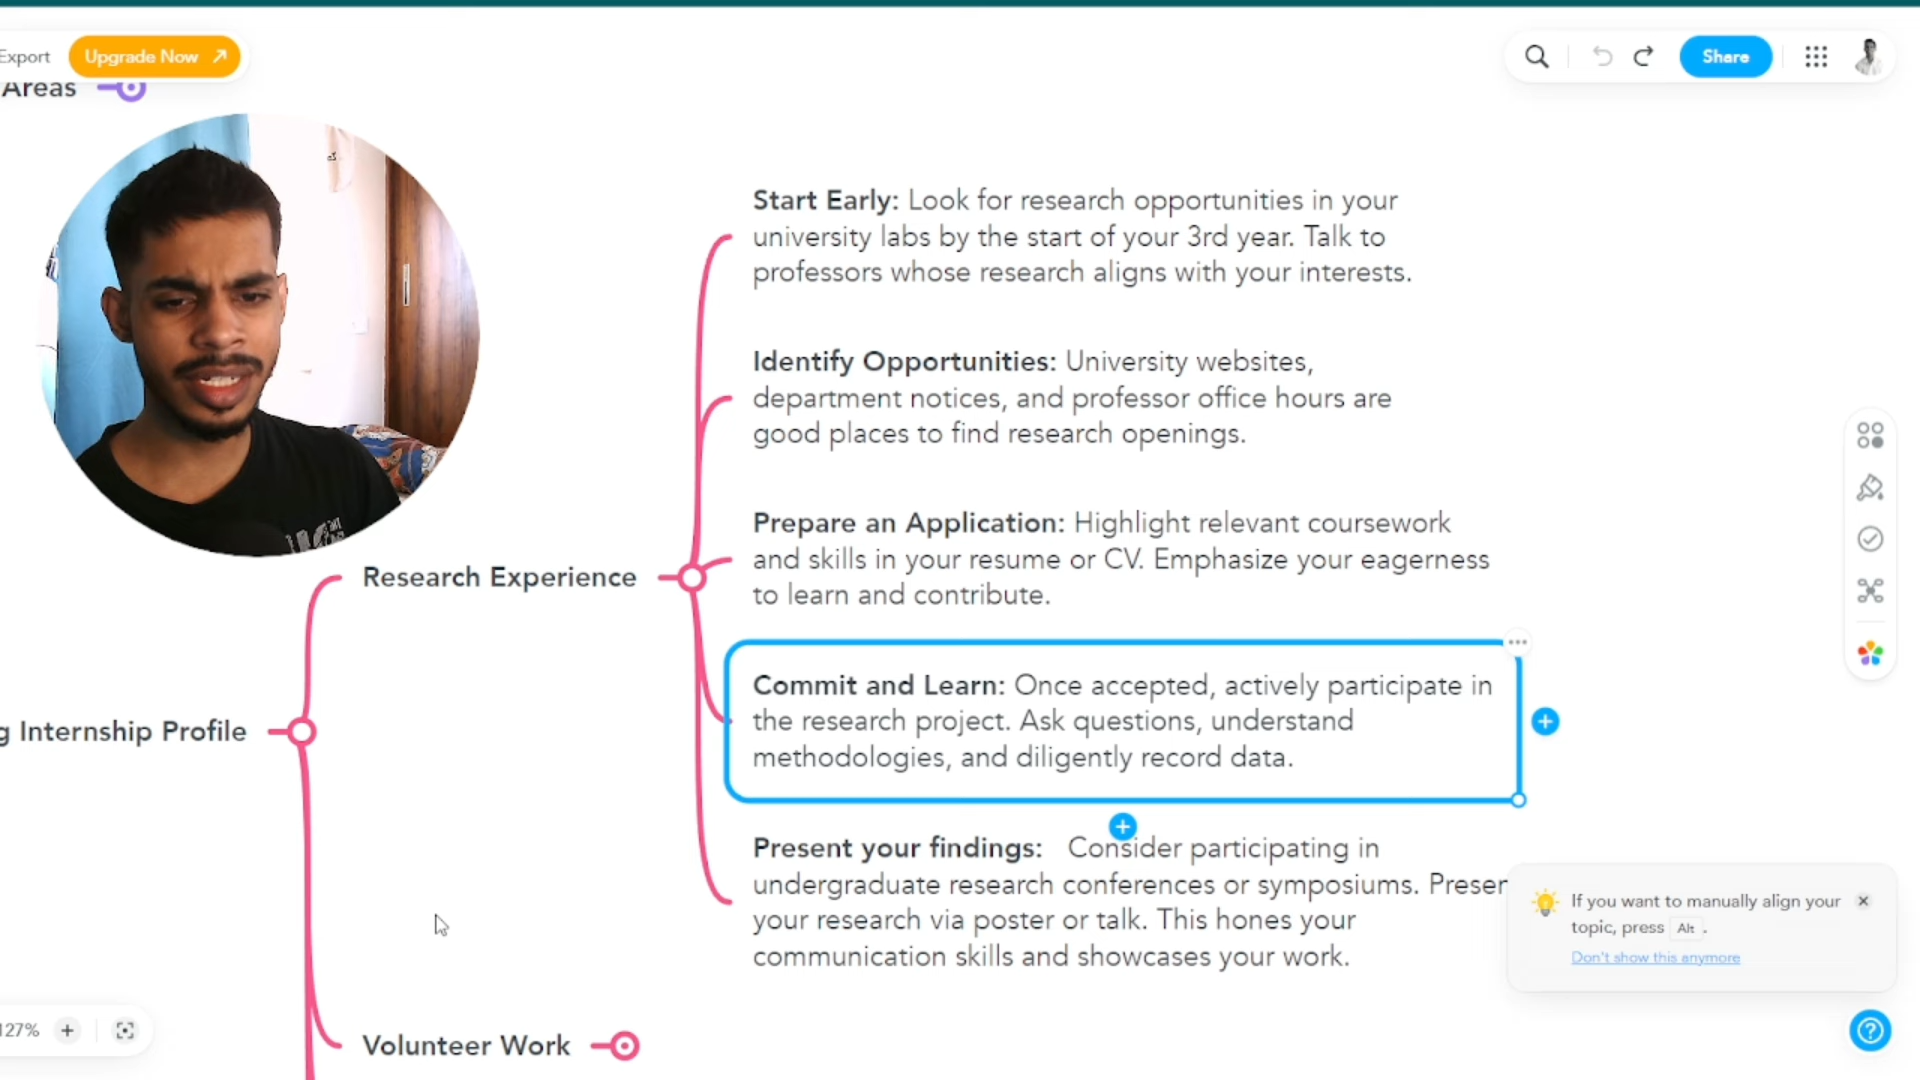 Export
Upgrade Now
Share
Areas
Start Early: Look for research opportunities in your
university labs by the start of your 3rd year. Talk to
professors whose research aligns with your interests.
Identify Opportunities: University websites,
department notices, and professor office hours are
good places to find research openings.
Prepare an Application: Highlight relevant coursework
and skills in your resume or CV. Emphasize your eagerness
to learn and contribute.
Research Experience
Commit and Learn: Once accepted, actively participate in
the research project. Ask questions, understand
methodologies, and diligently record data.
g Internship Profile
Present your findings: Consider participating in
undergraduate research conferences or symposiums. Presen
your research via poster or talk. This hones your
communication skills and showcases your work.
If you want to manually align your
topic, press Alt .
Don't show this anymore
127%
Volunteer Work